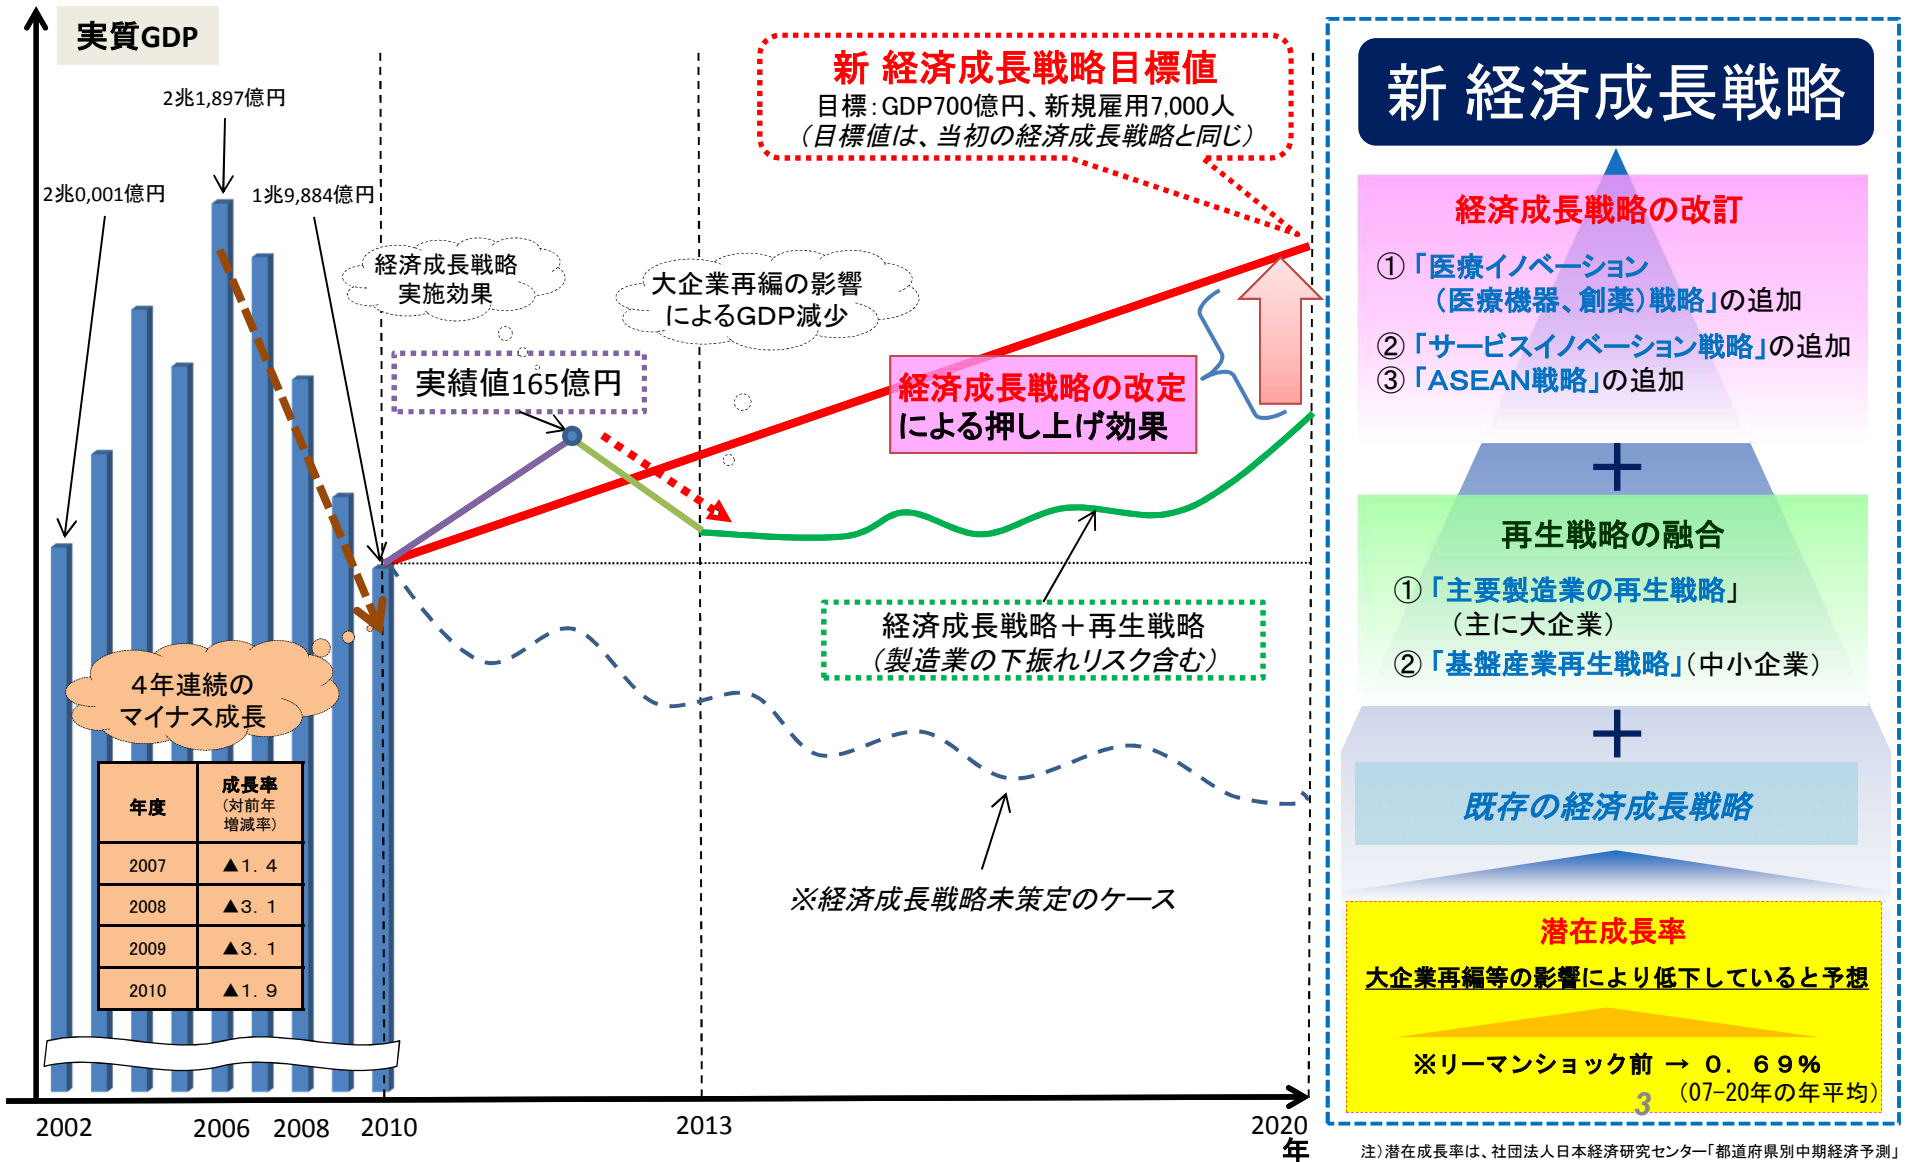 実質GDP
2兆1,897億円
2兆0,001億円
1兆9,884億円
新 経済成長戦略目標値
目標：GDP700億円、新規雇用7,000人
（目標値は、当初の経済成長戦略と同じ）
経済成長戦略
実施効果
大企業再編の影響
によるGDP減少
実績値165億円
経済成長戦略の改定
による押し上げ効果
経済成長戦略＋再生戦略
（製造業の下振れリスク含む）
４年連続の
マイナス成長
年度
成長率
（対前年
増減率）
2007 ▲１．４
2008 ▲３．１
2009 ▲３．１
2010 ▲１．９
※経済成長戦略未策定のケース
2002
2006
2008
2010
2013
2020
年
新 経済成長戦略
経済成長戦略の改訂
①「医療イノベーション
（医療機器、創薬）戦略」の追加
②「サービスイノベーション戦略」の追加
③「ASEAN戦略」の追加
＋
再生戦略の融合
①「主要製造業の再生戦略」
（主に大企業）
②「基盤産業再生戦略」（中小企業）
＋
既存の経済成長戦略
潜在成長率
大企業再編等の影響により低下していると予想
※リーマンショック前 → ０．６９％
（07-20年の年平均）
3
注）潜在成長率は、社団法人日本経済研究センター「都道府県別中期経済予測」